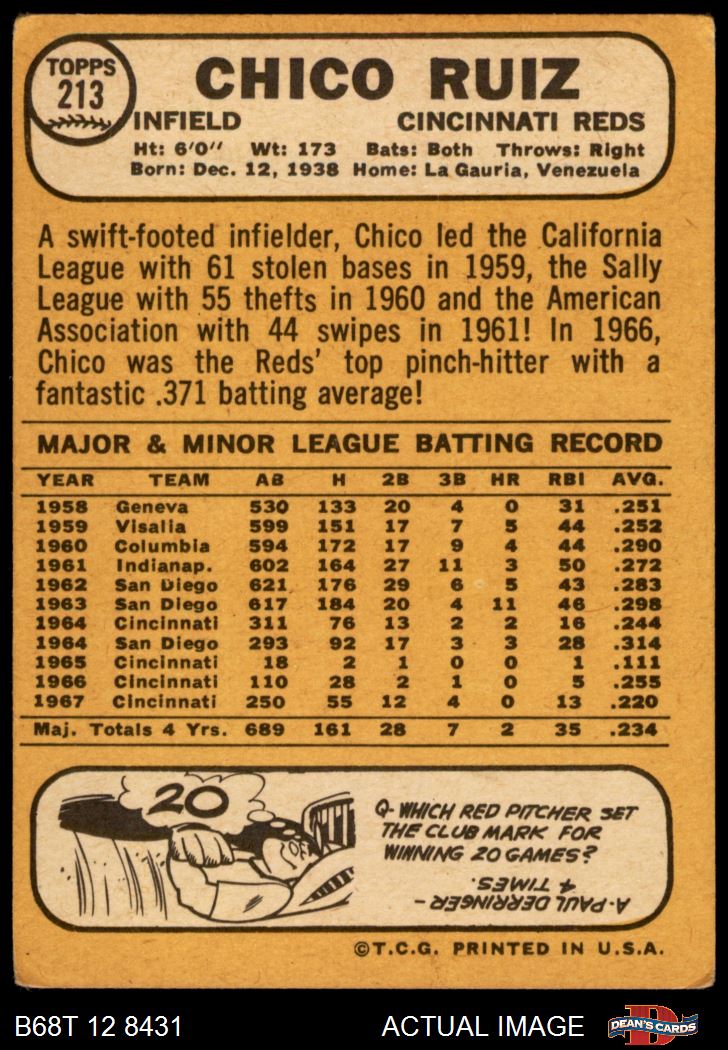 TOPPS
213
CHICO RUIZ
INFIELD CINCINNATI REDS
Ht: 6'0" Wt: 173 Bats: Both Throws: Right
Born: Dec. 12, 1938 Home: La Gauria, Venezuela
A swift-footed infielder, Chico led the California
League with 61 stolen bases in 1959, the Sally
League with 55 thefts in 1960 and the American
Association with 44 swipes in 1961! In 1966,
Chico was the Reds' top pinch-hitter with a
fantastic .371 batting average!
MAJOR & MINOR LEAGUE BATTING RECORD
YEAR TEAM AB H 2B 3B HR RBI AVG.
1958 Geneva 530 133 20 4 0 31 .251
1959 Visalia 599 151 17 7 5 44 .252
1960 Columbia 594 172 17 9 4 44 .290
1961 Indianap. 602 164 27 11 3 50 .272
1962 San Diego 621 176 29 6 5 43 .283
1963 San Diego 617 184 20 4 11 46 .298
1964 Cincinnati 311 76 13 2 2 16 .244
1964 San Diego 293 92 17 3 3 28 .314
1965 Cincinnati 18 2 1 0 0 1 .111
1966 Cincinnati 110 28 2 1 0 5 .255
1967 Cincinnati 250 55 12 4 0 13 .220
Maj. Totals 4 Yrs. 689 161 28 7 2 35 .234
20
Q- WHICH RED PITCHER SET
THE CLUB MARK FOR
WINNING 20 GAMES?
A- PAUL DERRINGER -
4 TIMES.
©T.C.G. PRINTED IN U.S.A.
B68T 12 8431 ACTUAL IMAGE D DEAN'S CARDS